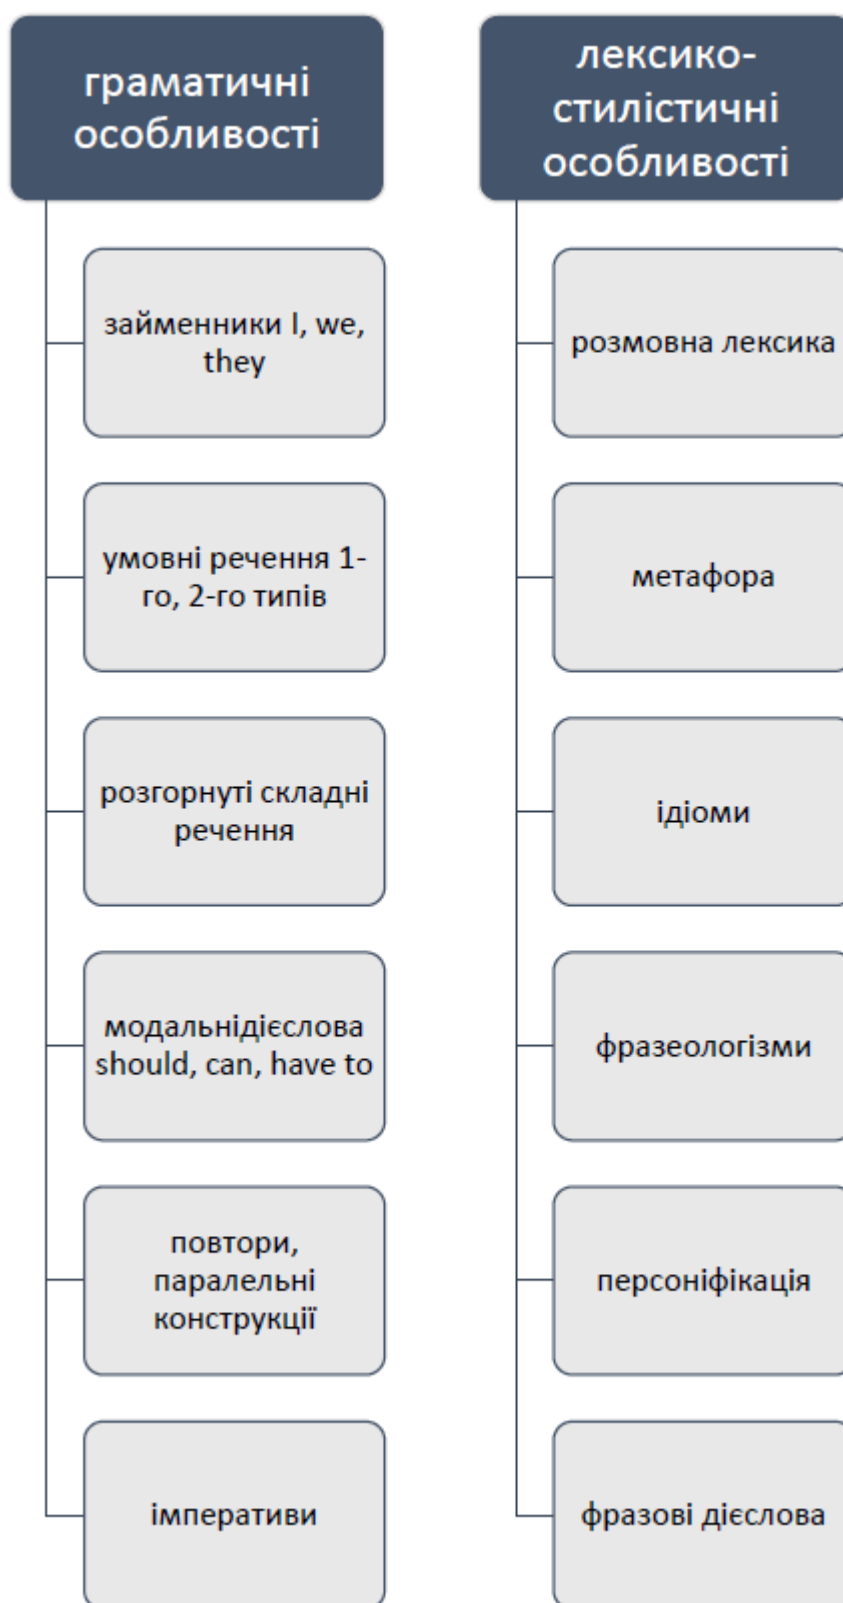 граматичні
особливості
займенники I, we,
they
умовні речення 1-
го, 2-го типів
розгорнуті складні
речення
модальнідієслова
should, can, have to
повтори,
паралельні
конструкції
імперативи
лексико-
стилістичні
особливості
розмовна лексика
метафора
ідіоми
фразеологізми
персоніфікація
фразові дієслова